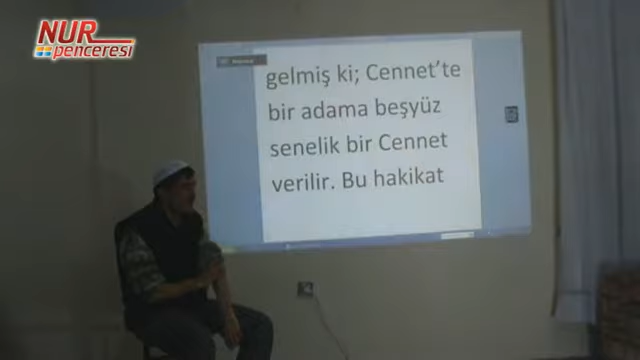 NUR
penceresi
gelmiş ki; Cennet'te
bir adama beşyüz
senelik bir Cennet
verilir. Bu hakikat